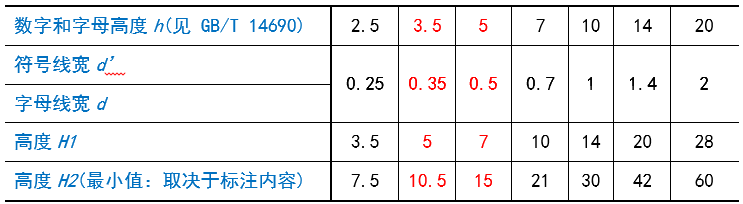 数字和字母高度 h(见 GB/T 14690) 2.5 3.5 5 7 10 14 20
符号线宽 d′
0.25 0.35 0.5 0.7 1 1.4 2
字母线宽 d
高度 H1 3.5 5 7 10 14 20 28
高度 H2(最小值：取决于标注内容) 7.5 10.5 15 21 30 42 60